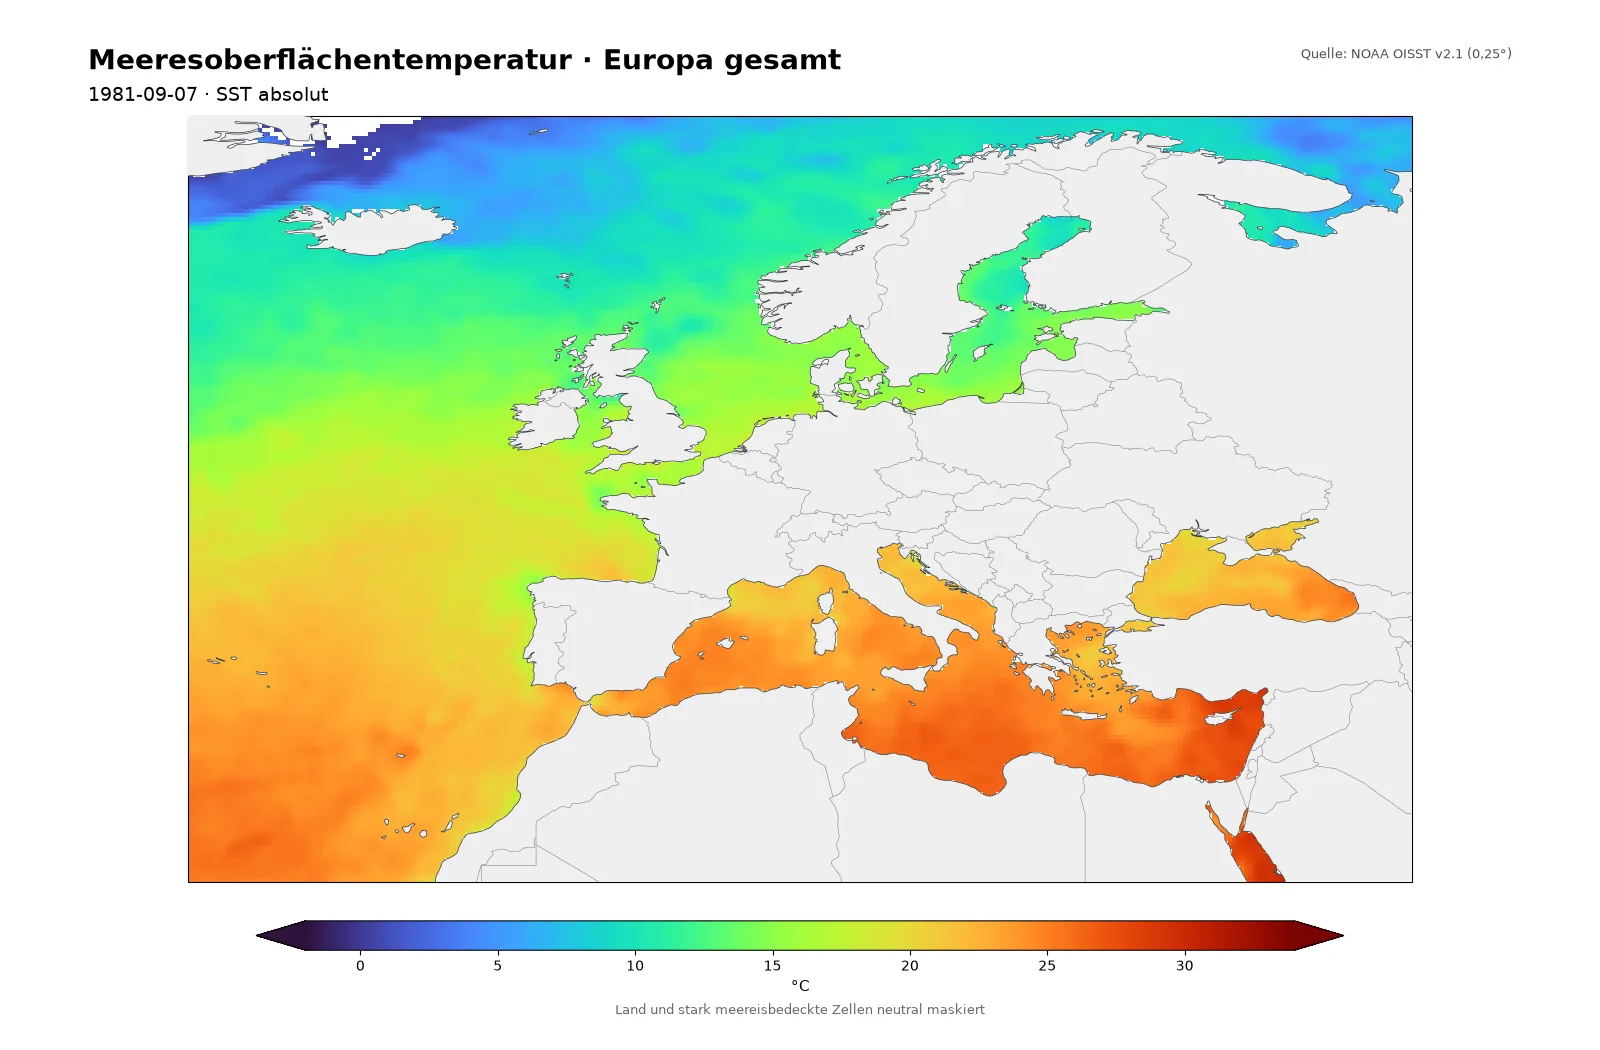 Meeresoberflächentemperatur · Europa gesamt
Quelle: NOAA OISST v2.1 (0,25°)
1981-09-07 · SST absolut
0 5 10 15 20 25 30
°C
Land und stark meereisbedeckte Zellen neutral maskiert